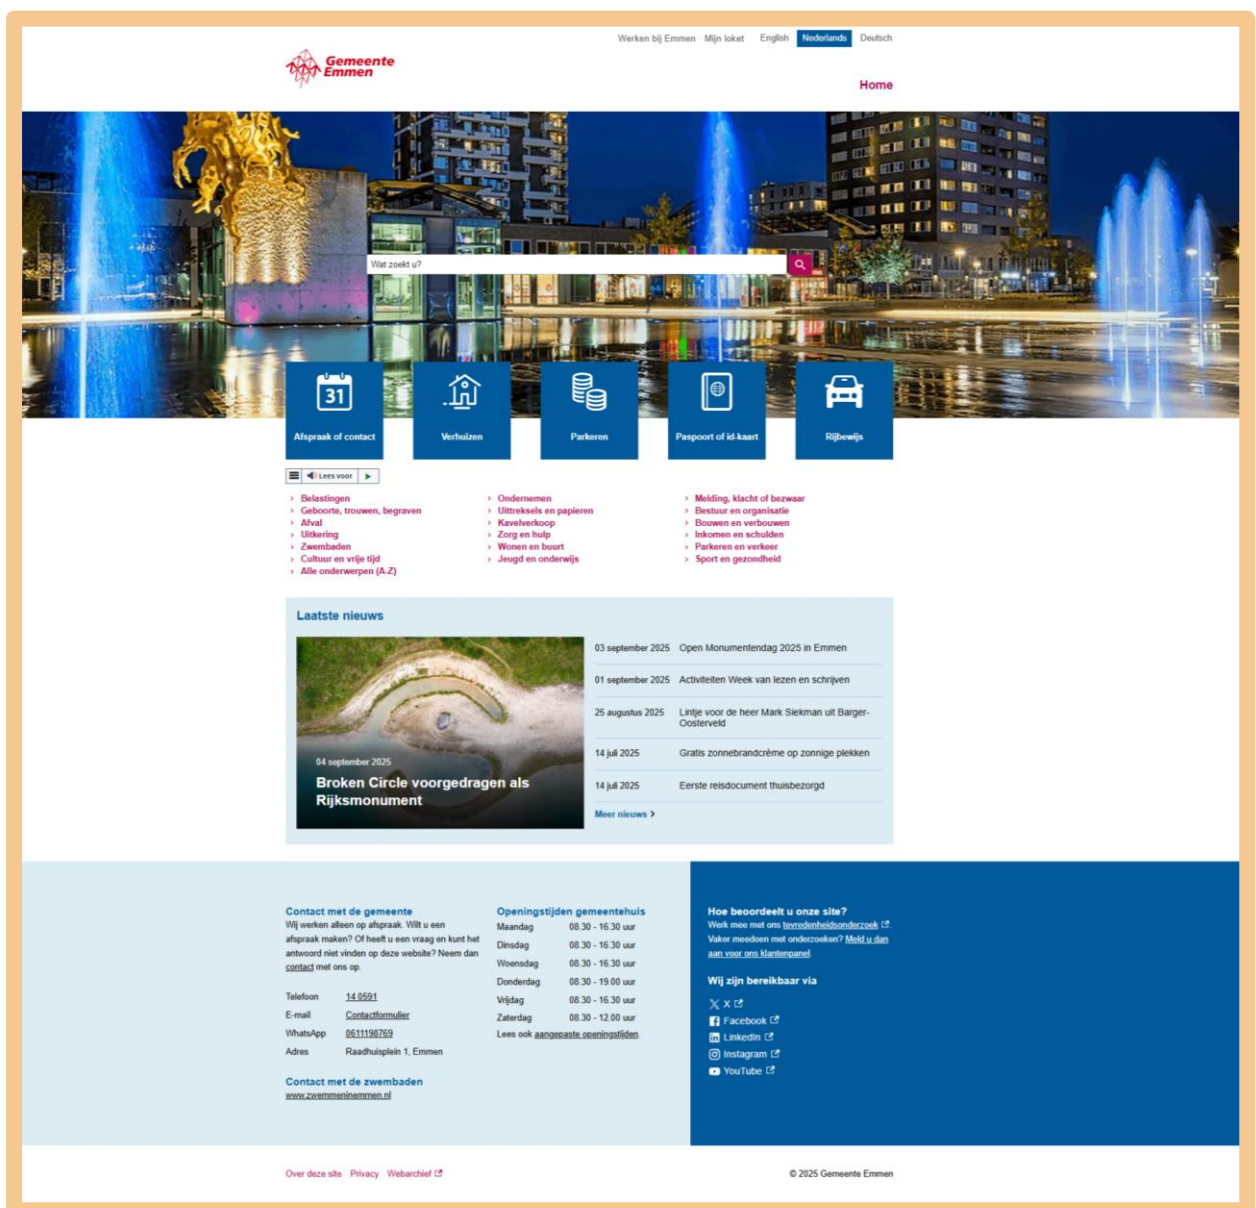 Werken bij Emmen Mijn loket English Nederlands Deutsch
Gemeente
Emmen
Home
Wat zoekt u?
31
Afspraak of contact
Verhuizen
Parkeren
Paspoort of id-kaart
Rijbewijs
Lees voor
Belastingen
Geboorte, trouwen, begraven
Afval
Uitkering
Zwembaden
Cultuur en vrije tijd
Alle onderwerpen (A-Z)
Ondernemen
Uittreksels en papieren
Kavelverkoop
Zorg en hulp
Wonen en buurt
Jeugd en onderwijs
Melding, klacht of bezwaar
Bestuur en organisatie
Bouwen en verbouwen
Inkomen en schulden
Parkeren en verkeer
Sport en gezondheid
Laatste nieuws
04 september 2025
Broken Circle voorgedragen als
Rijksmonument
03 september 2025 Open Monumentendag 2025 in Emmen
01 september 2025 Activiteiten Week van lezen en schrijven
25 augustus 2025 Lintje voor de heer Mark Siekman uit Barger-
Oosterveld
14 juli 2025 Gratis zonnebrandcrème op zonnige plekken
14 juli 2025 Eerste reisdocument thuisbezorgd
Meer nieuws
Contact met de gemeente
Wij werken alleen op afspraak. Wilt u een
afspraak maken? Of heeft u een vraag en kunt het
antwoord niet vinden op deze website? Neem dan
contact met ons op.
Telefoon 14 0591
E-mail Contactformulier
WhatsApp 0611198769
Adres Raadhuisplein 1, Emmen
Contact met de zwembaden
www.zwemmeninemmen.nl
Openingstijden gemeentehuis
Maandag 08.30 - 16.30 uur
Dinsdag 08.30 - 16.30 uur
Woensdag 08.30 - 16.30 uur
Donderdag 08.30 - 19.00 uur
Vrijdag 08.30 - 16.30 uur
Zaterdag 08.30 - 12.00 uur
Lees ook aangepaste openingstijden.
Hoe beoordeelt u onze site?
Werk mee met ons tevredenheidsonderzoek.
Vaker meedoen met onderzoeken? Meld u dan
aan voor ons klantenpanel.
Wij zijn bereikbaar via
X
Facebook
LinkedIn
Instagram
YouTube
Over deze site Privacy Webarchief
© 2025 Gemeente Emmen